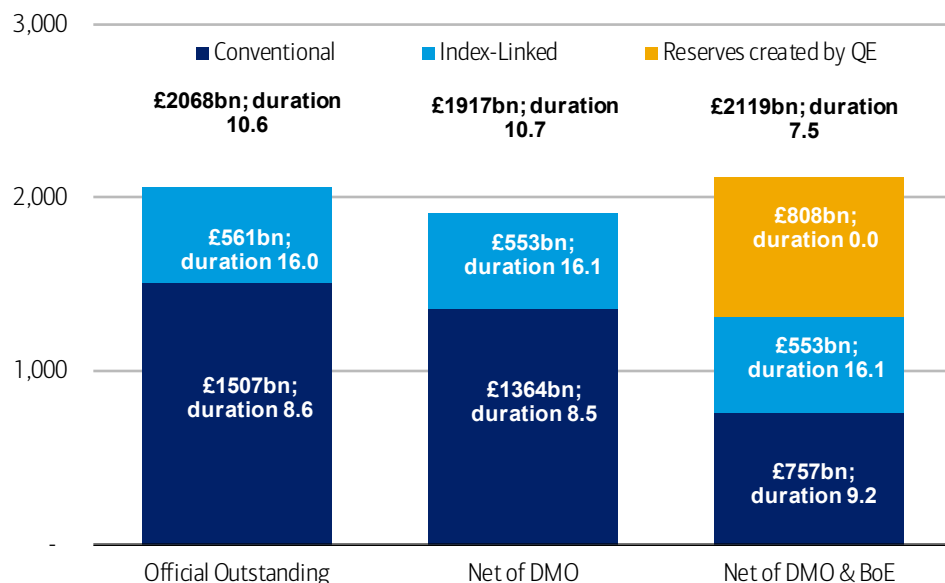 3,000
Conventional
Index-Linked
Reserves created by QE
£2068bn; duration
10.6
£1917bn; duration
10.7
£2119bn; duration
7.5
2,000
£561bn;
duration 16.0
£553bn;
duration 16.1
£808bn;
duration 0.0
1,000
£1507bn;
duration 8.6
£1364bn;
duration 8.5
£553bn;
duration 16.1
£757bn;
duration 9.2
-
Official Outstanding
Net of DMO
Net of DMO & BoE